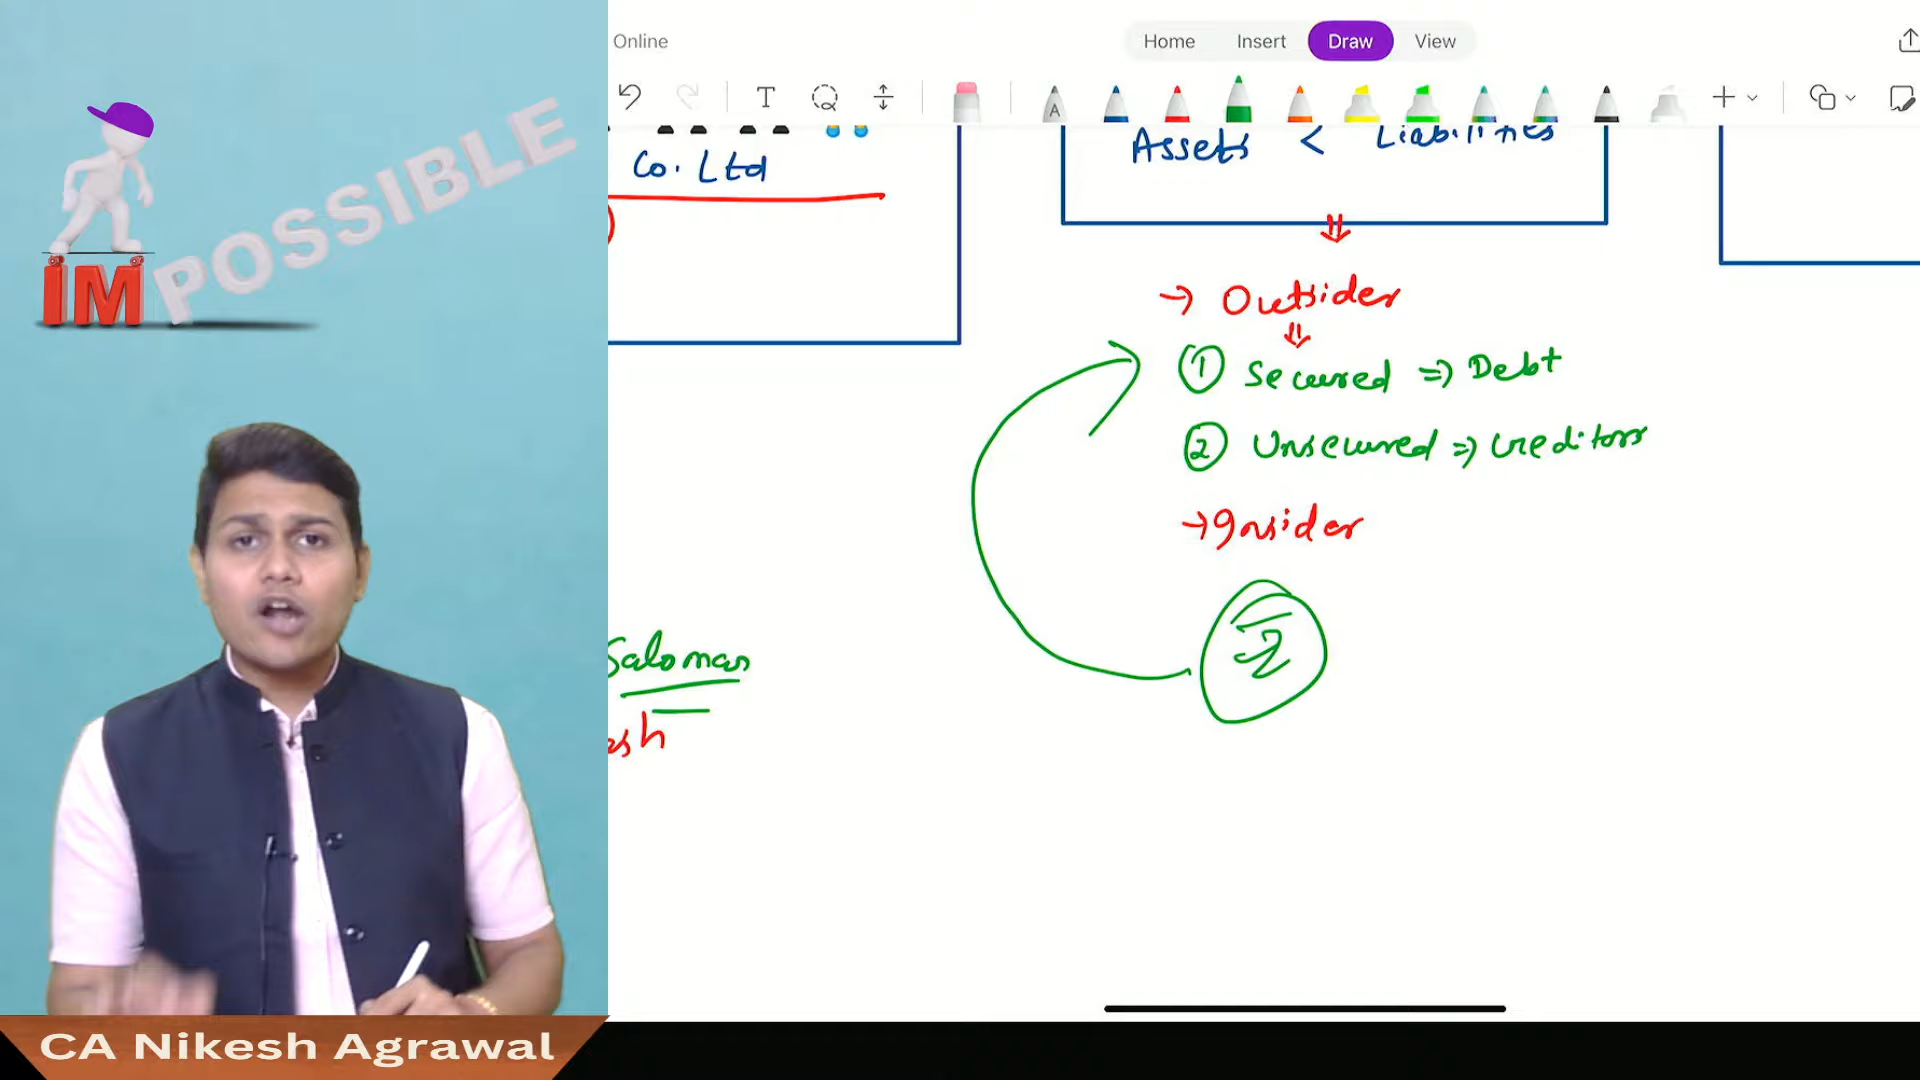 IMPOSSIBLE
CA Nikesh Agrawal
Online
Home Insert Draw View
T
A
Co. Ltd
Assets < Liabilities
→ Outsider
① Secured ⇒ Debt
② Unsecured ⇒ Creditors
→ Insider
Saloman